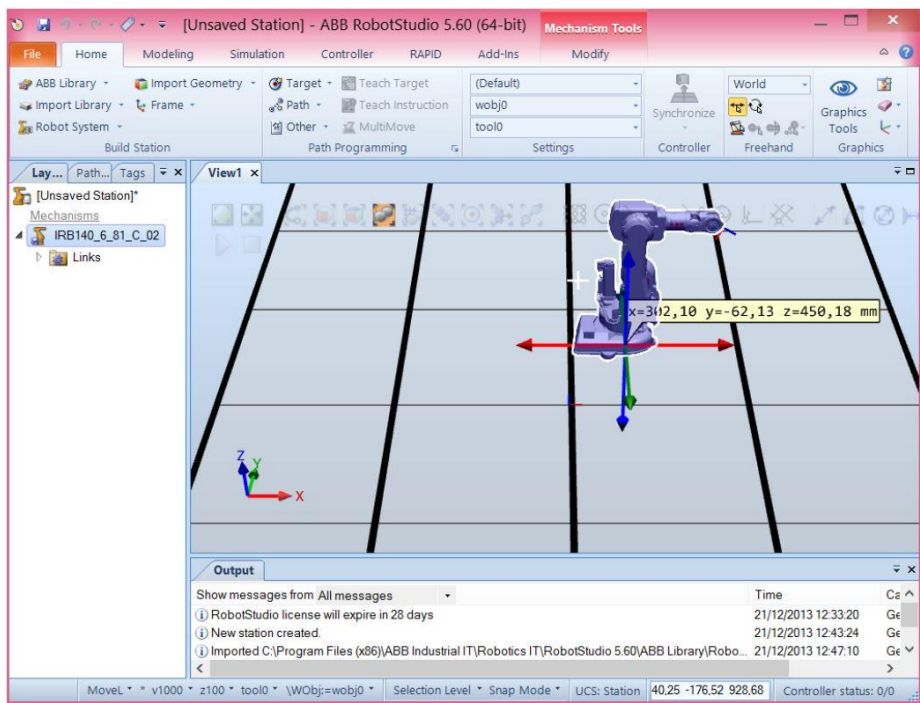 [Unsaved Station] - ABB RobotStudio 5.60 (64-bit)
Mechanism Tools
File Home Modeling Simulation Controller RAPID Add-Ins Modify
ABB Library
Import Library
Robot System
Import Geometry
Frame
Build Station
Target
Path
Other
Teach Target
Teach Instruction
MultiMove
Path Programming
(Default)
wobj0
tool0
Settings
Synchronize
Controller
World
Freehand
Graphics
Tools
Graphics
Lay... Path... Tags
[Unsaved Station]*
Mechanisms
IRB140_6_81_C_02
Links
View1
x=302,10 y=-62,13 z=450,18 mm
Z
Y
X
Output
Show messages from All messages Time Ca
RobotStudio license will expire in 28 days 21/12/2013 12:33:20 Ge
New station created. 21/12/2013 12:43:24 Ge
Imported C:\Program Files (x86)\ABB Industrial IT\Robotics IT\RobotStudio 5.60\ABB Library\Robo... 21/12/2013 12:47:10 Ge
MoveL * v1000 z100 tool0 \WObj:=wobj0 Selection Level Snap Mode UCS: Station 40,25 -176,52 928,68 Controller status: 0/0